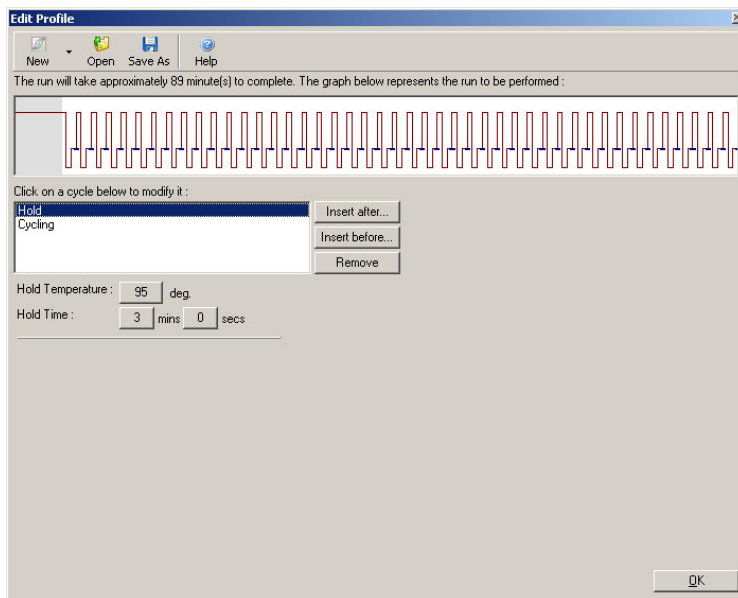 Edit Profile
New Open Save As Help
The run will take approximately 89 minute(s) to complete. The graph below represents the run to be performed :
Click on a cycle below to modify it :
Hold
Cycling
Insert after...
Insert before...
Remove
Hold Temperature : 95 deg.
Hold Time : 3 mins 0 secs
OK